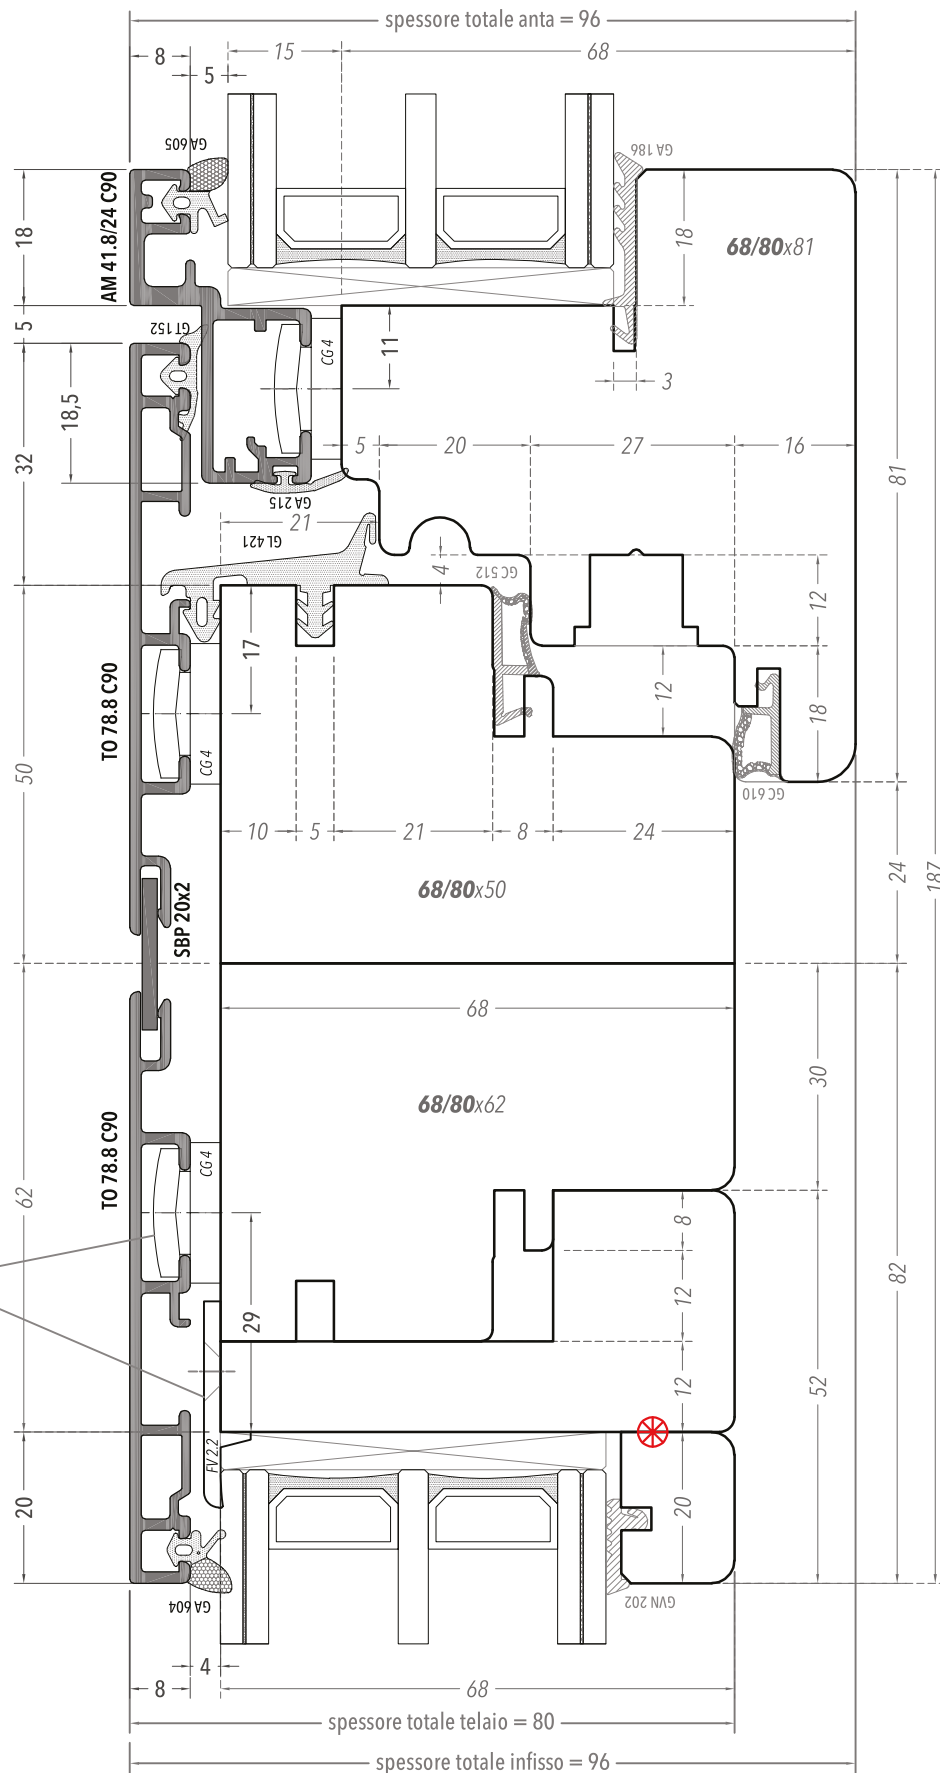 spessore totale anta = 96
8
15
68
5
GA 605
GA 186
AM 41.8/24 C90
18
18
68/80x81
5
GT 152
CG 4
11
3
18,5
32
5
20
27
16
81
GA 215
21
GL 421
4
GC 512
12
17
12
18
TO 78.8 C90
CG 4
50
GC 610
10
5
21
8
24
24
187
68/80x50
SBP 20x2
68
30
68/80x62
TO 78.8 C90
CG 4
62
8
12
82
29
12
52
FV 2.2
20
20
GA 604
GVN 202
4
8
68
spessore totale telaio = 80
spessore totale infisso = 96